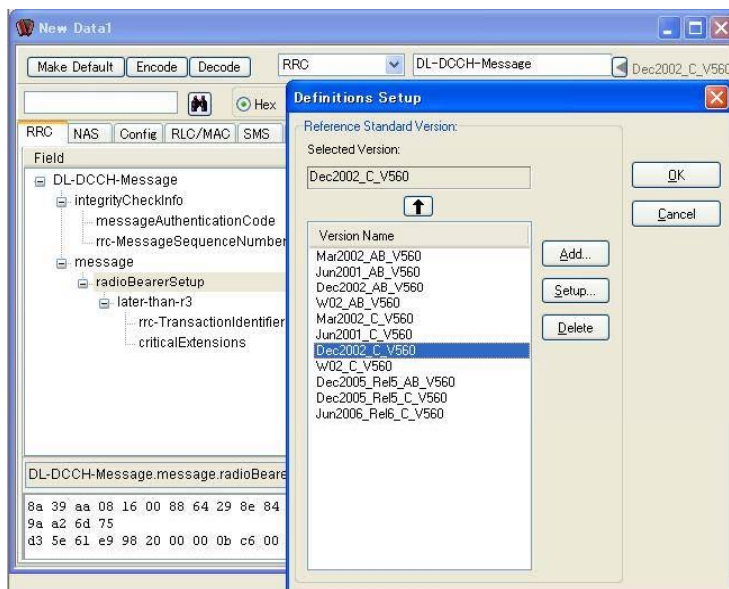 New Data1
Make Default Encode Decode RRC DL-DCCH-Message Dec2002_C_V560
Hex
RRC NAS Config RLC/MAC SMS
Field
DL-DCCH-Message
integrityCheckInfo
messageAuthenticationCode
rrc-MessageSequenceNumber
message
radioBearerSetup
later-than-r3
rrc-TransactionIdentifier
criticalExtensions
DL-DCCH-Message.message.radioBeare
8a 39 aa 08 16 00 88 64 29 8e 84
9a a2 6d 75
d3 5e 61 e9 98 20 00 00 0b c6 00
Definitions Setup
Reference Standard Version:
Selected Version:
Dec2002_C_V560
Version Name
Mar2002_AB_V560
Jun2001_AB_V560
Dec2002_AB_V560
W02_AB_V560
Mar2002_C_V560
Jun2001_C_V560
Dec2002_C_V560
W02_C_V560
Dec2005_Rel5_AB_V560
Dec2005_Rel5_C_V560
Jun2006_Rel6_C_V560
Add...
Setup...
Delete
OK
Cancel